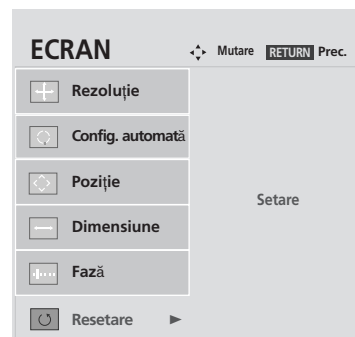 ECRAN Mutare RETURN Prec.
Rezoluție
Config. automată
Poziție
Setare
Dimensiune
Fază
Resetare ►